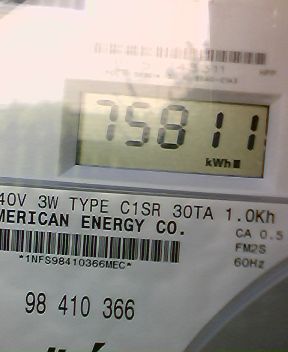 75811
kWh
40V 3W TYPE C1SR 30TA 1.0Kh
MERICAN ENERGY CO.
CA 0.5
FM2S
60Hz
*1NFS98410366MEC*
98 410 366